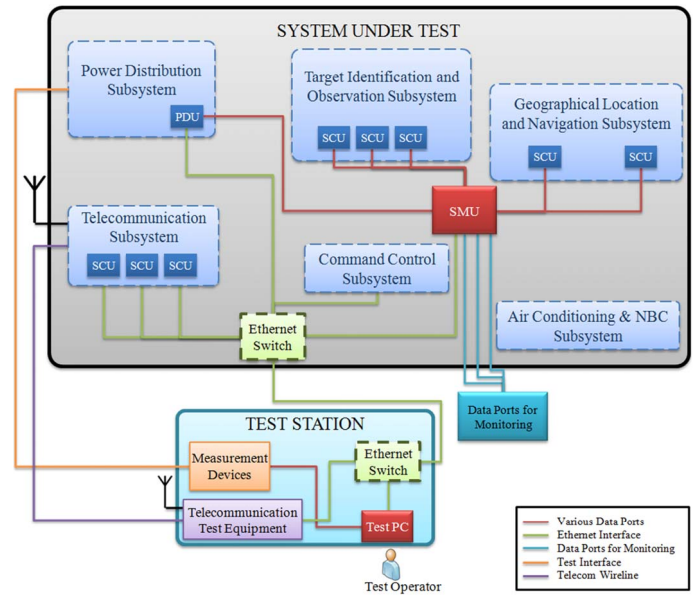 SYSTEM UNDER TEST
Power Distribution
Subsystem
PDU
Target Identification and
Observation Subsystem
SCU
SCU
SCU
Geographical Location
and Navigation Subsystem
SCU
SCU
SMU
Telecommunication
Subsystem
SCU
SCU
SCU
Command Control
Subsystem
Ethernet
Switch
Air Conditioning & NBC
Subsystem
Data Ports for
Monitoring
TEST STATION
Measurement
Devices
Ethernet
Switch
Telecommunication
Test Equipment
Test PC
Test Operator
Various Data Ports
Ethernet Interface
Data Ports for Monitoring
Test Interface
Telecom Wireline